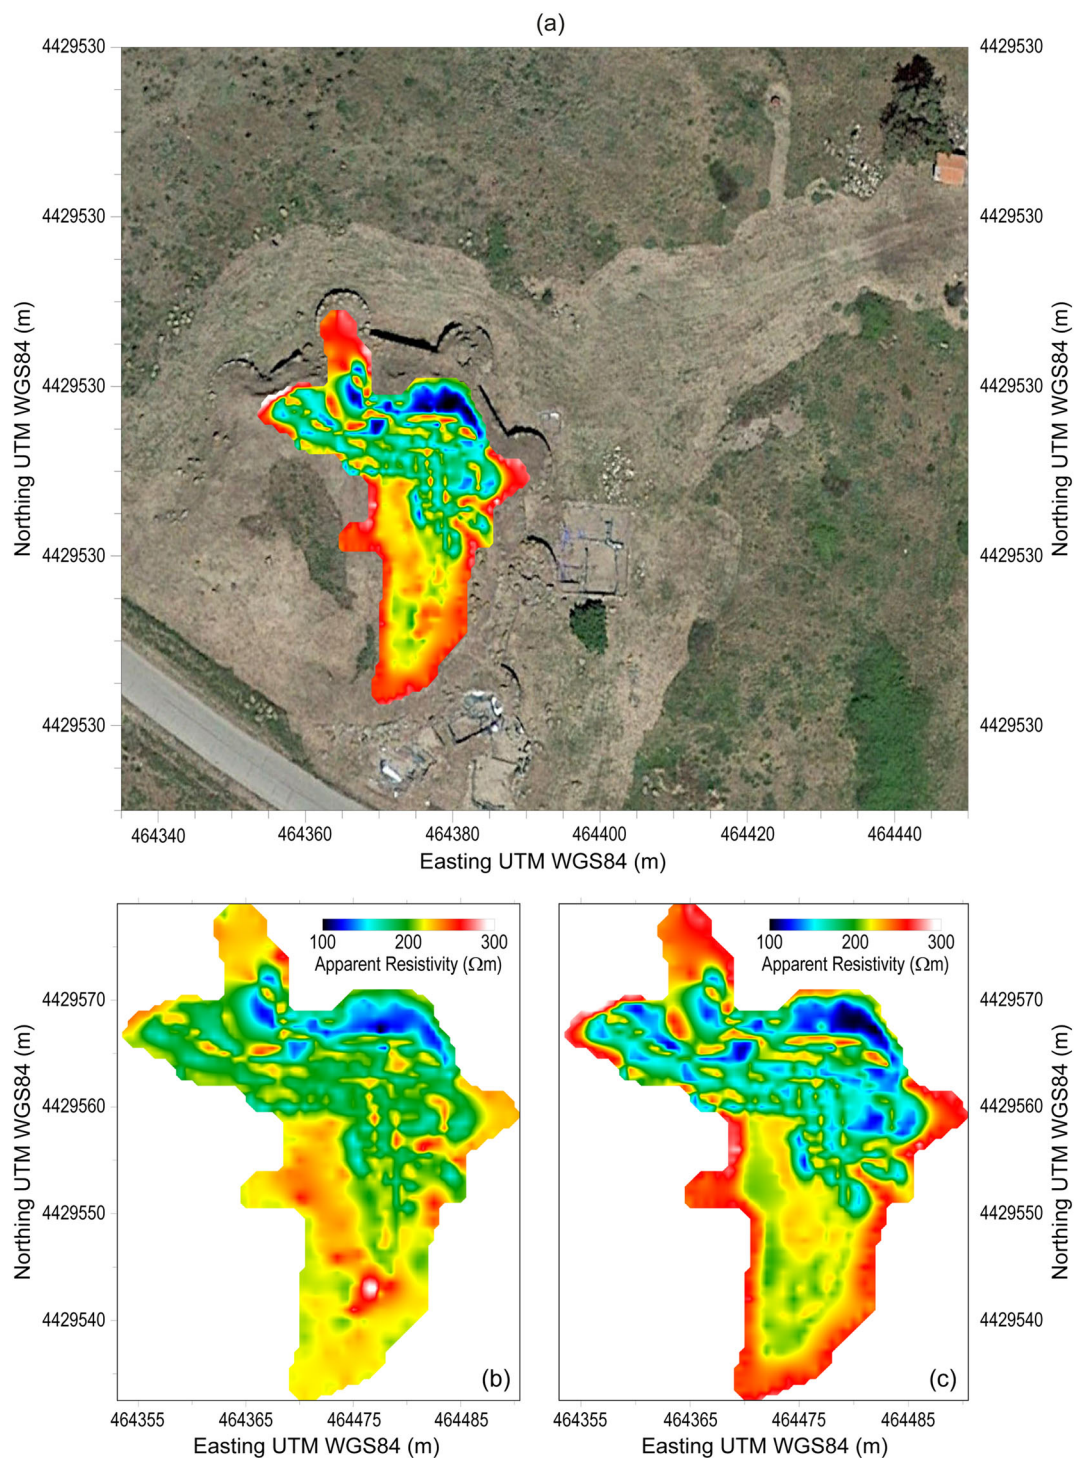 (a)
4429530 4429530
4429530 4429530
4429530 4429530
4429530 4429530
4429530 4429530
Northing UTM WGS84 (m) Northing UTM WGS84 (m)
464340 464360 464380 464400 464420 464440
Easting UTM WGS84 (m)
100 200 300 100 200 300
Apparent Resistivity (Ωm) Apparent Resistivity (Ωm)
4429570 4429570
4429560 4429560
4429550 4429550
4429540 4429540
Northing UTM WGS84 (m) Northing UTM WGS84 (m)
(b) (c)
464355 464365 464475 464485 464355 464365 464475 464485
Easting UTM WGS84 (m) Easting UTM WGS84 (m)